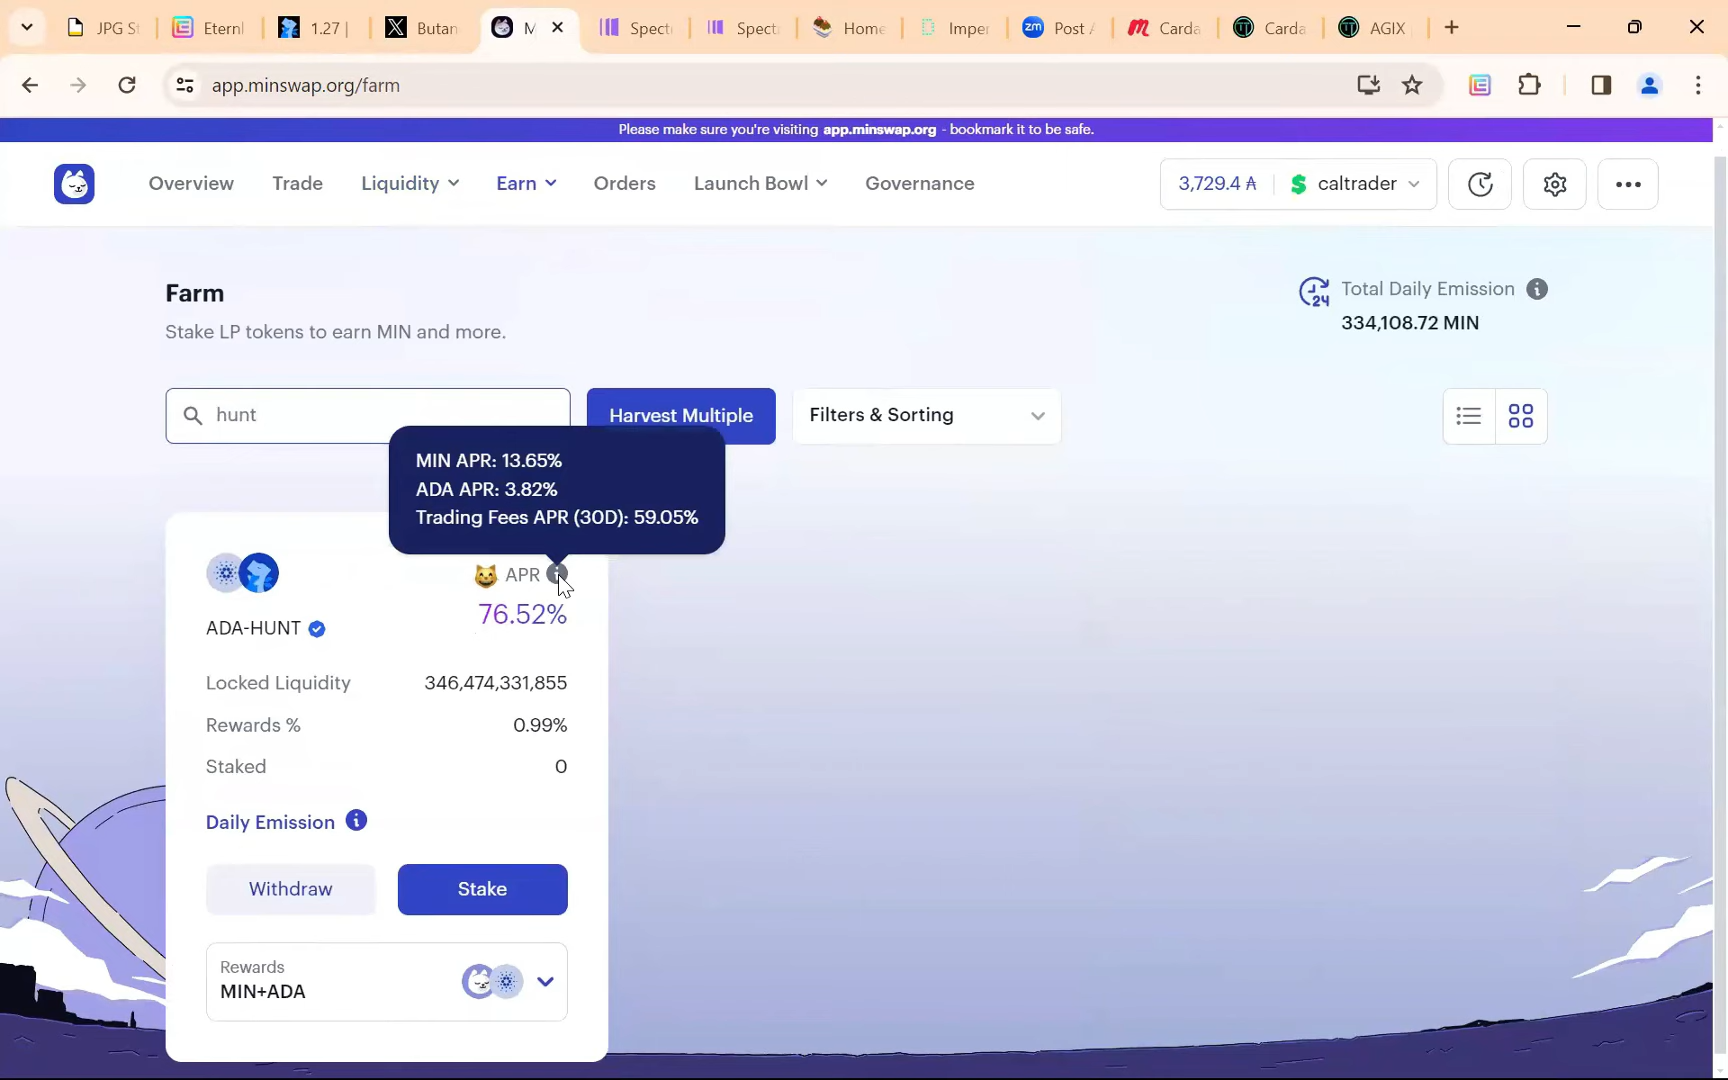 JPG St
Eternl
1.27 |
Butan
M
Spect
Spect
Home
Imper
Post A
Carda
Carda
AGIX
app.minswap.org/farm
Please make sure you're visiting app.minswap.org - bookmark it to be safe.
Overview
Trade
Liquidity
Earn
Orders
Launch Bowl
Governance
3,729.4 ₳
caltrader
Farm
Stake LP tokens to earn MIN and more.
24
Total Daily Emission
334,108.72 MIN
hunt
Harvest Multiple
Filters & Sorting
MIN APR: 13.65%
ADA APR: 3.82%
Trading Fees APR (30D): 59.05%
APR
76.52%
ADA-HUNT
Locked Liquidity 346,474,331,855
Rewards % 0.99%
Staked 0
Daily Emission
Withdraw
Stake
Rewards
MIN+ADA